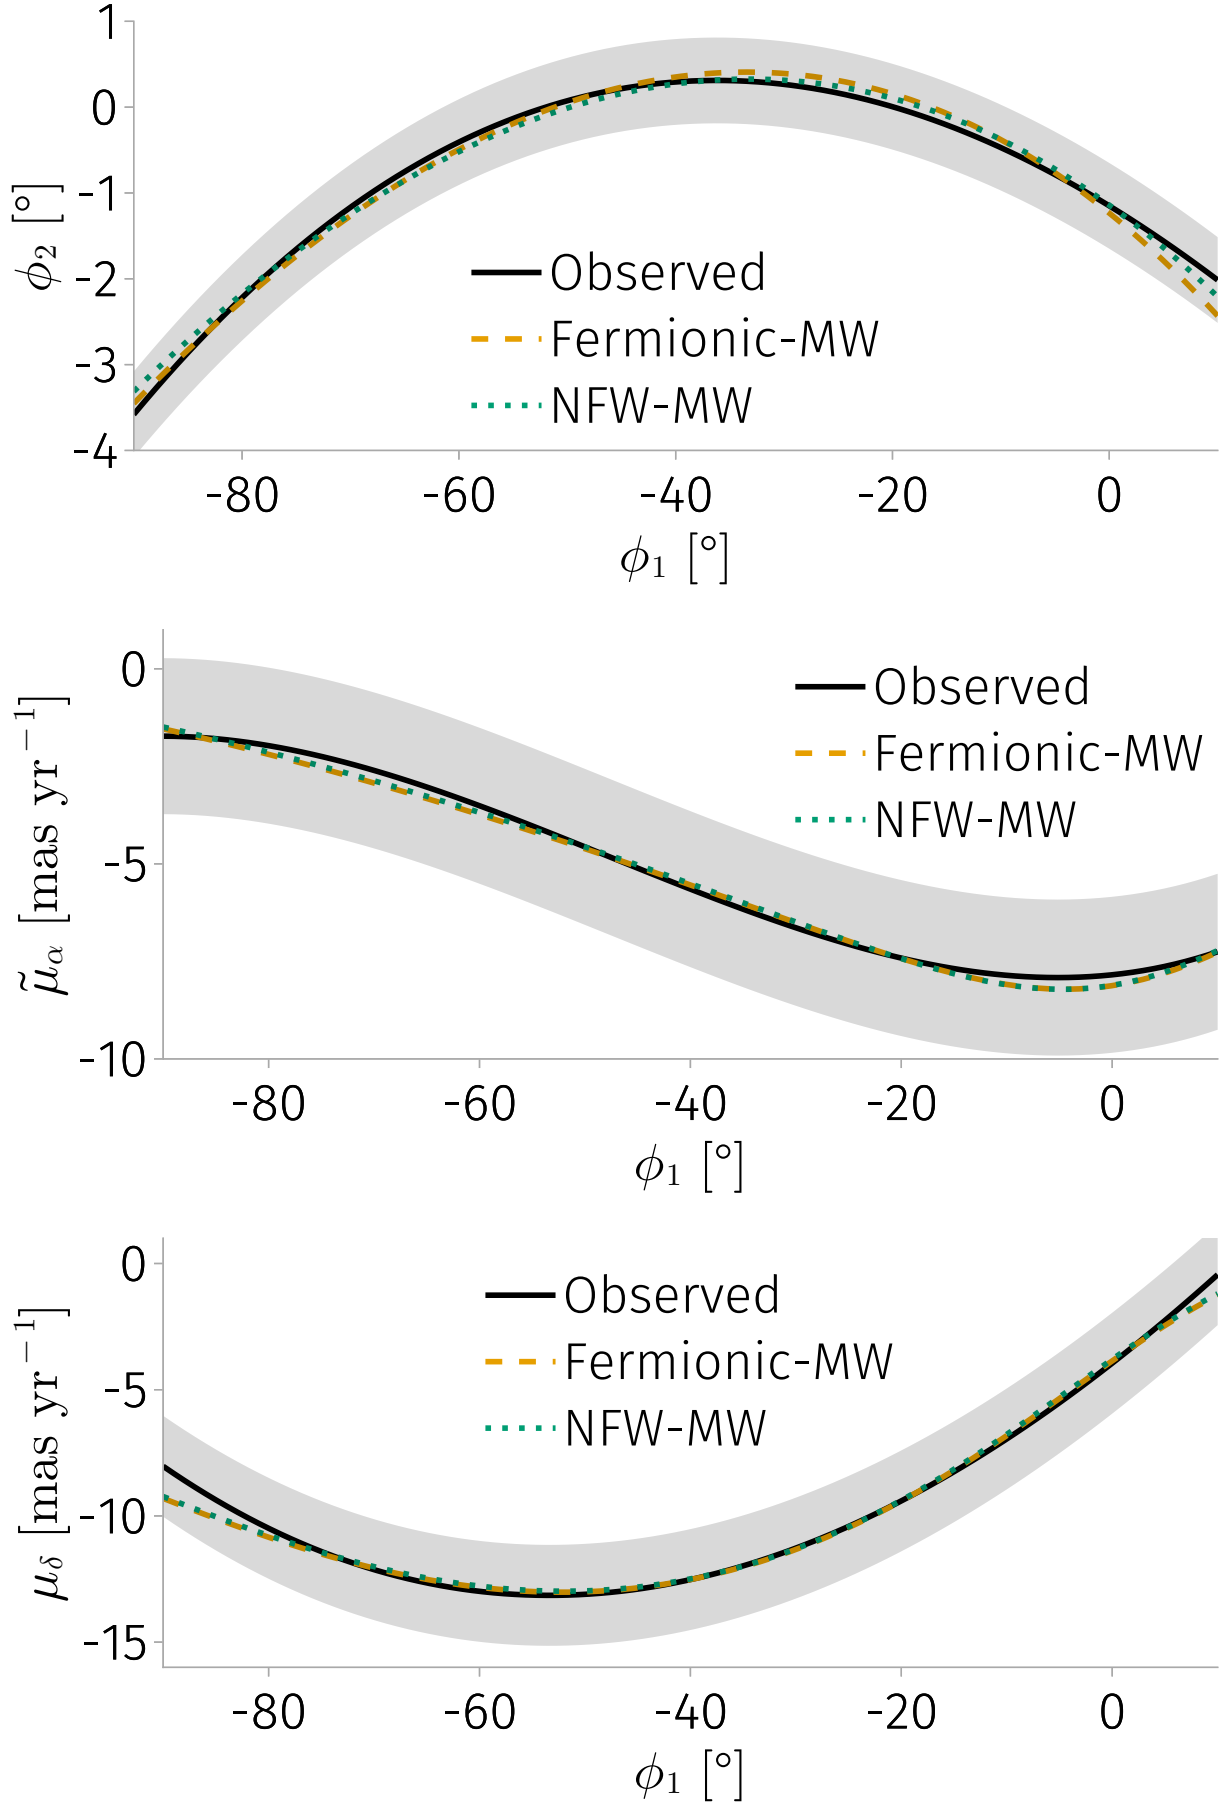 1
0
-1
-2
-3
-4
ϕ₂ [°]
Observed
Fermionic-MW
NFW-MW
-80 -60 -40 -20 0
ϕ₁ [°]
0
-5
-10
μ̃α [mas yr⁻¹]
Observed
Fermionic-MW
NFW-MW
-80 -60 -40 -20 0
ϕ₁ [°]
0
-5
-10
-15
μδ [mas yr⁻¹]
Observed
Fermionic-MW
NFW-MW
-80 -60 -40 -20 0
ϕ₁ [°]